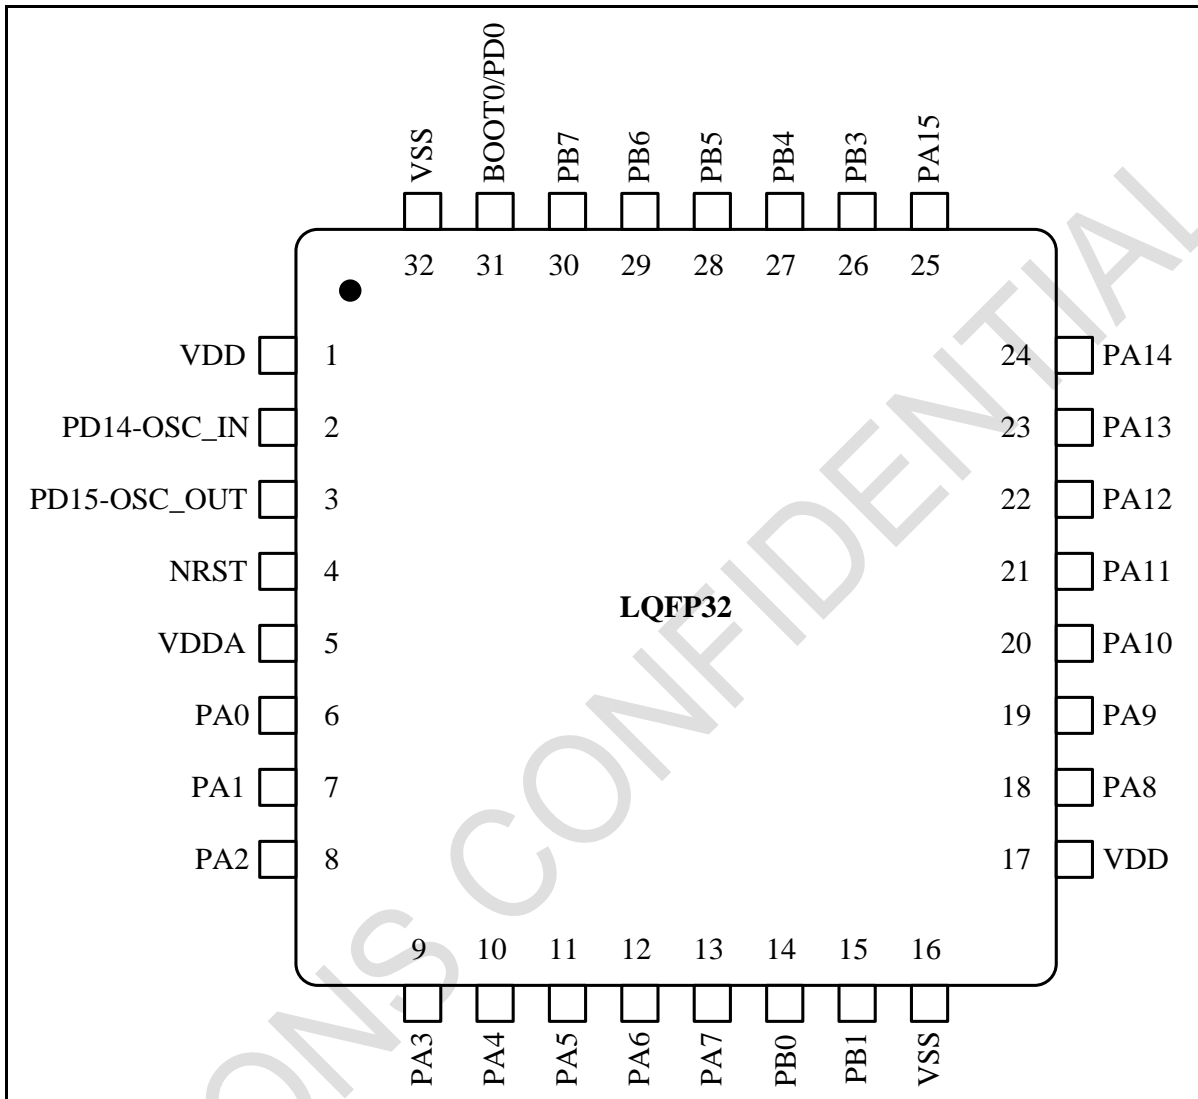 VSS
BOOT0/PD0
PB7
PB6
PB5
PB4
PB3
PA15
32 31 30 29 28 27 26 25
VDD 1 24 PA14
PD14-OSC_IN 2 23 PA13
PD15-OSC_OUT 3 22 PA12
NRST 4 21 PA11
LQFP32
VDDA 5 20 PA10
PA0 6 19 PA9
PA1 7 18 PA8
PA2 8 17 VDD
9 10 11 12 13 14 15 16
PA3
PA4
PA5
PA6
PA7
PB0
PB1
VSS
ONS CONFIDENTIAL